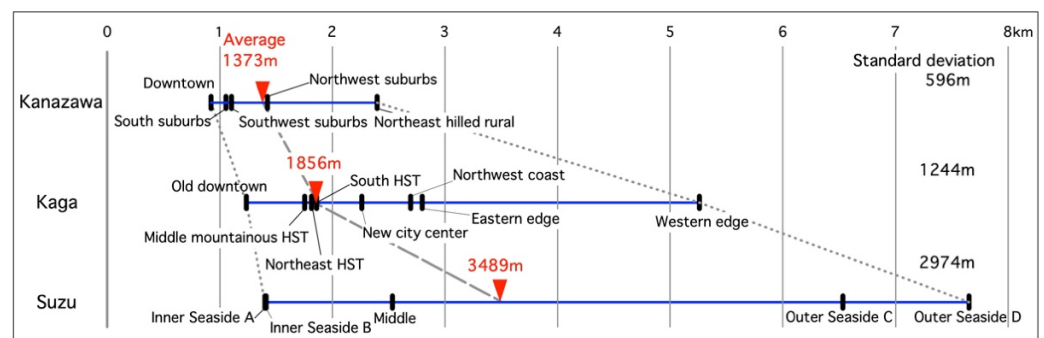 0 1 2 3 4 5 6 7 8km
Average
1373m
Standard deviation
596m
Downtown
Northwest suburbs
Kanazawa
South suburbs
Southwest suburbs
Northeast hilled rural
1856m
1244m
Old downtown
South HST
Northwest coast
Kaga
Eastern edge
Western edge
Middle mountainous HST
New city center
Northeast HST
3489m
2974m
Suzu
Inner Seaside A
Inner Seaside B
Middle
Outer Seaside C
Outer Seaside D